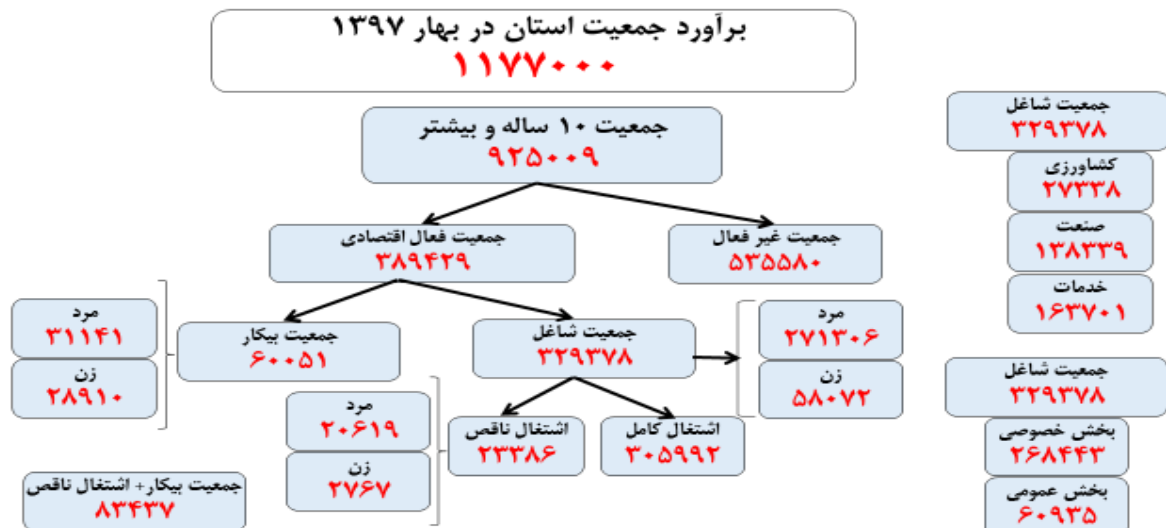 برآورد جمعیت استان در بهار ۱۳۹۷
۱۱۷۷۰۰۰
جمعیت ۱۰ ساله و بیشتر
۹۲۵۰۰۹
جمعیت غیر فعال
۵۳۵۵۸۰
جمعیت فعال اقتصادی
۳۸۹۴۲۹
جمعیت شاغل
۳۲۹۳۷۸
جمعیت بیکار
۶۰۰۵۱
مرد
۲۷۱۳۰۶
زن
۵۸۰۷۲
مرد
۳۱۱۴۱
زن
۲۸۹۱۰
اشتغال کامل
۳۰۵۹۹۲
اشتغال ناقص
۲۳۳۸۶
مرد
۲۰۶۱۹
زن
۲۷۶۷
جمعیت بیکار+ اشتغال ناقص
۸۳۴۳۷
جمعیت شاغل
۳۲۹۳۷۸
کشاورزی
۲۷۳۳۸
صنعت
۱۳۸۳۳۹
خدمات
۱۶۳۷۰۱
جمعیت شاغل
۳۲۹۳۷۸
بخش خصوصی
۲۶۸۴۴۳
بخش عمومی
۶۰۹۳۵